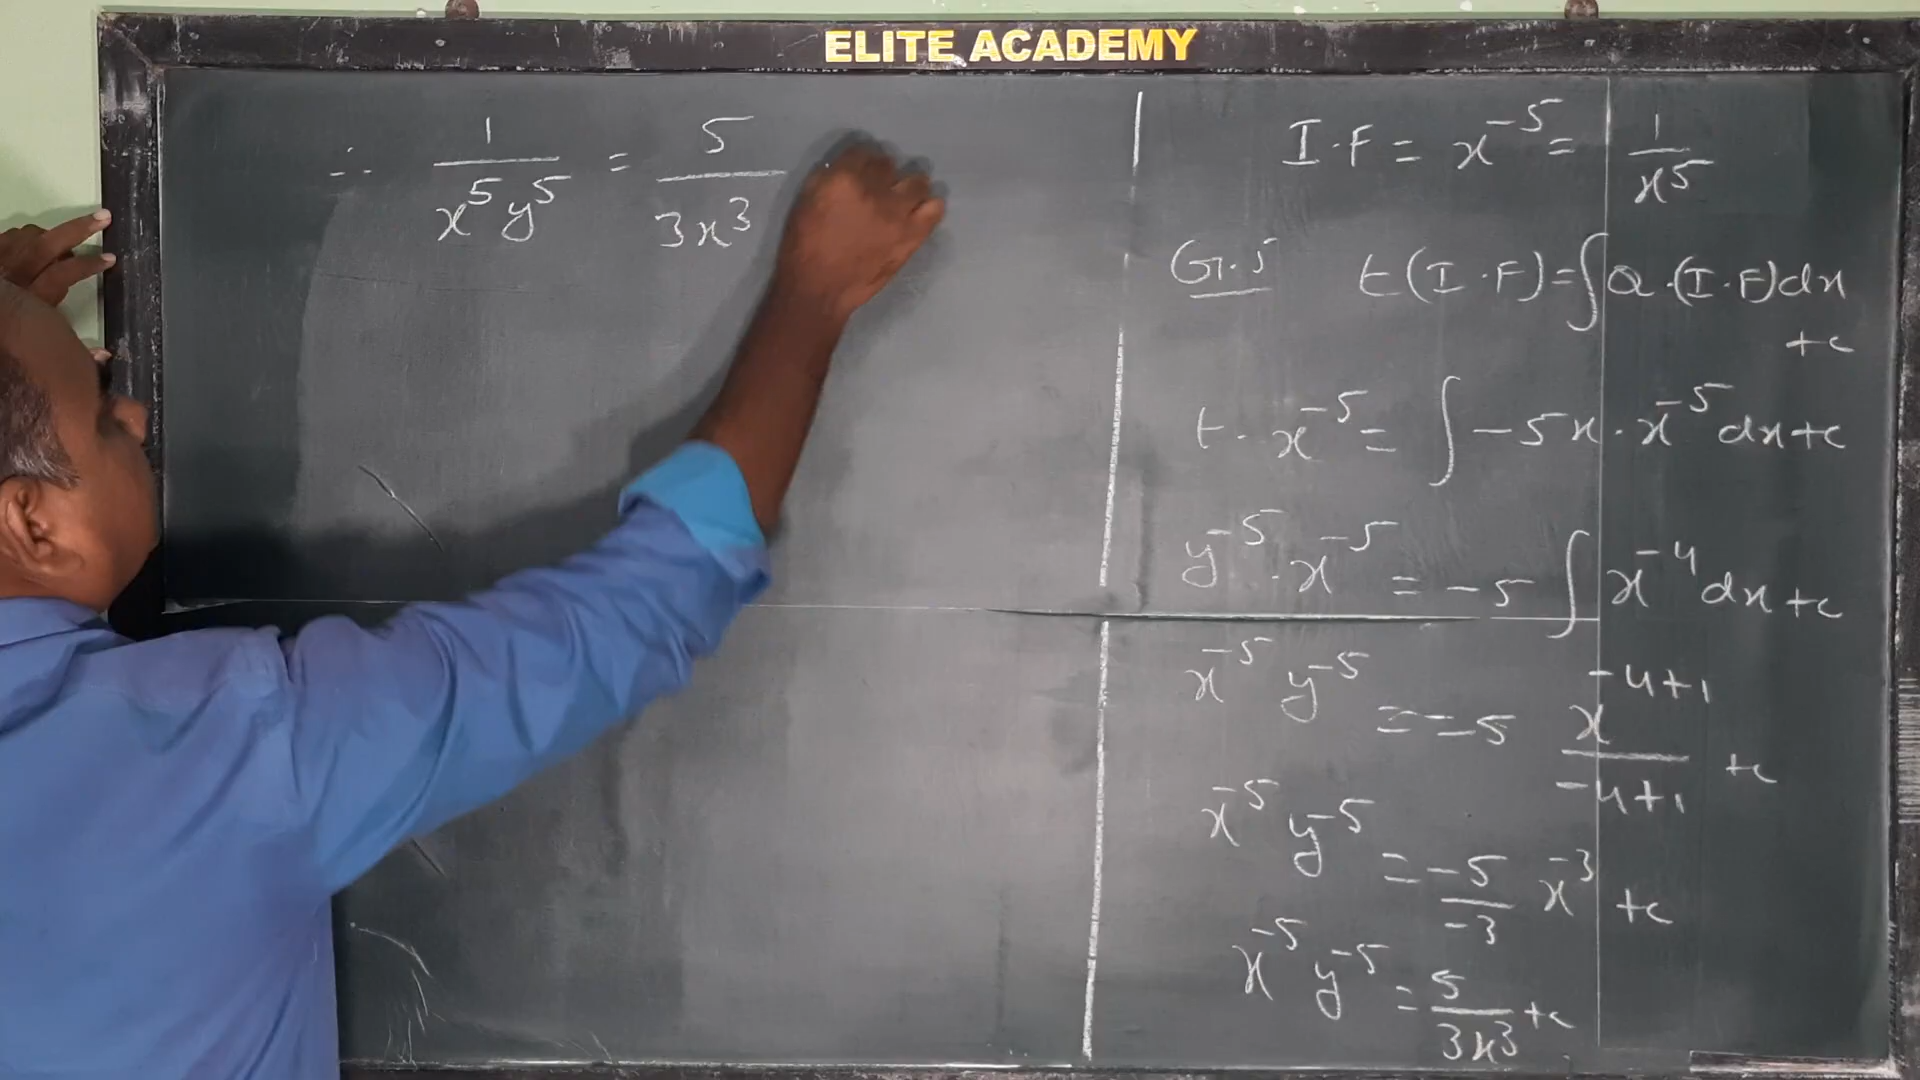 ELITE ACADEMY
∴ 1/(x^5 y^5) = 5/(3x^3)
I.F = x^-5 = 1/x^5
G.S t(I.F) = ∫Q.(I.F)dx
+c
t.x^-5 = ∫-5x.x^-5 dx+c
y^-5.x^-5 = -5∫x^-4 dx+c
x^-5 y^-5 = -5 x^(-4+1)/(-4+1) +c
x^-5 y^-5 = -5/-3 x^-3 +c
x^-5 y^-5 = 5/(3x^3) +c